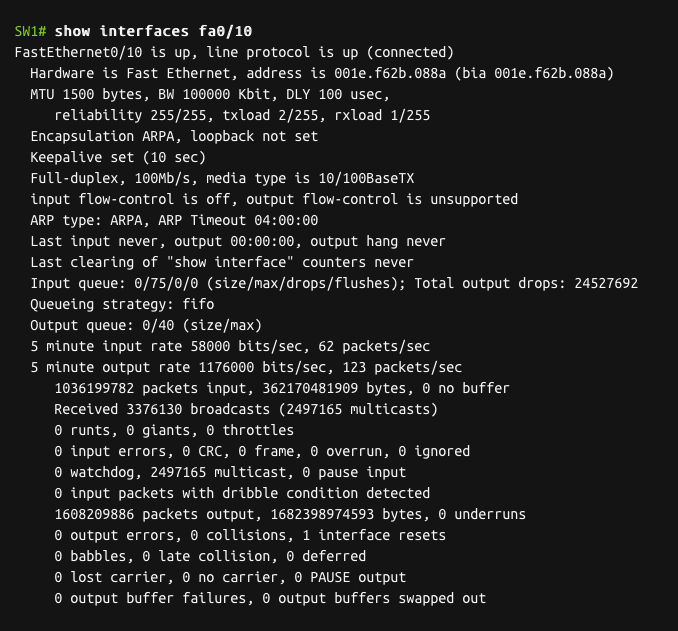 SW1# show interfaces fa0/10
FastEthernet0/10 is up, line protocol is up (connected)
Hardware is Fast Ethernet, address is 001e.f62b.088a (bia 001e.f62b.088a)
MTU 1500 bytes, BW 100000 Kbit, DLY 100 usec,
reliability 255/255, txload 2/255, rxload 1/255
Encapsulation ARPA, loopback not set
Keepalive set (10 sec)
Full-duplex, 100Mb/s, media type is 10/100BaseTX
input flow-control is off, output flow-control is unsupported
ARP type: ARPA, ARP Timeout 04:00:00
Last input never, output 00:00:00, output hang never
Last clearing of "show interface" counters never
Input queue: 0/75/0/0 (size/max/drops/flushes); Total output drops: 24527692
Queueing strategy: fifo
Output queue: 0/40 (size/max)
5 minute input rate 58000 bits/sec, 62 packets/sec
5 minute output rate 1176000 bits/sec, 123 packets/sec
1036199782 packets input, 362170481909 bytes, 0 no buffer
Received 3376130 broadcasts (2497165 multicasts)
0 runts, 0 giants, 0 throttles
0 input errors, 0 CRC, 0 frame, 0 overrun, 0 ignored
0 watchdog, 2497165 multicast, 0 pause input
0 input packets with dribble condition detected
1608209886 packets output, 1682398974593 bytes, 0 underruns
0 output errors, 0 collisions, 1 interface resets
0 babbles, 0 late collision, 0 deferred
0 lost carrier, 0 no carrier, 0 PAUSE output
0 output buffer failures, 0 output buffers swapped out